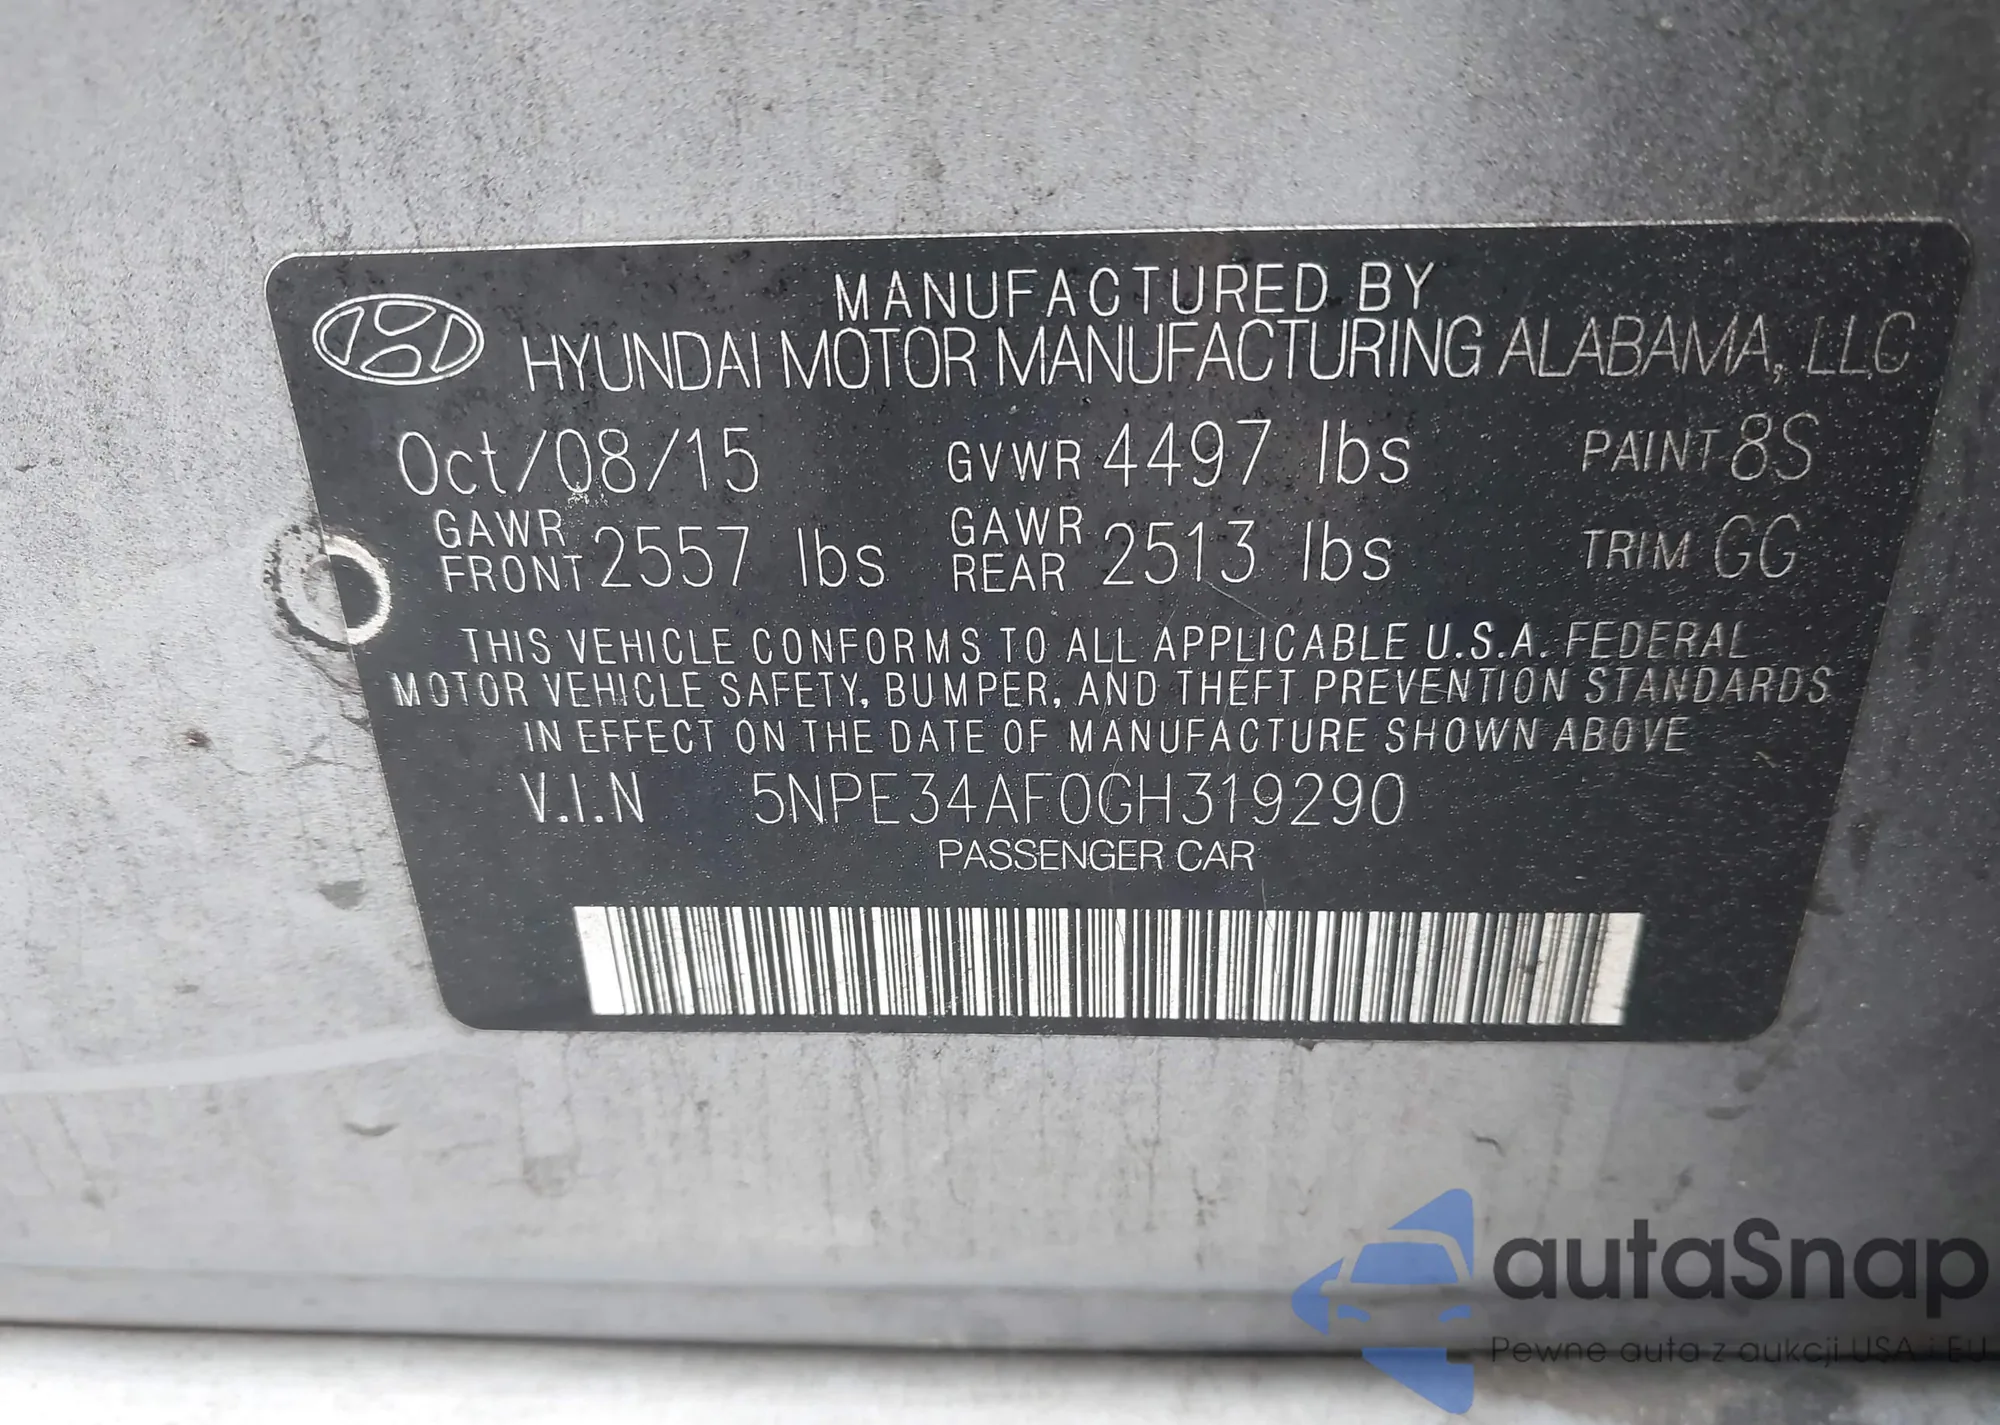 MANUFACTURED BY
HYUNDAI MOTOR MANUFACTURING ALABAMA, LLC
Oct/08/15 GVWR 4497 lbs PAINT 8S
GAWR FRONT 2557 lbs GAWR REAR 2513 lbs TRIM GG
THIS VEHICLE CONFORMS TO ALL APPLICABLE U.S.A. FEDERAL
MOTOR VEHICLE SAFETY, BUMPER, AND THEFT PREVENTION STANDARDS
IN EFFECT ON THE DATE OF MANUFACTURE SHOWN ABOVE
V.I.N 5NPE34AF0GH319290
PASSENGER CAR
autaSnap
Pewne auta z aukcji USA i EU